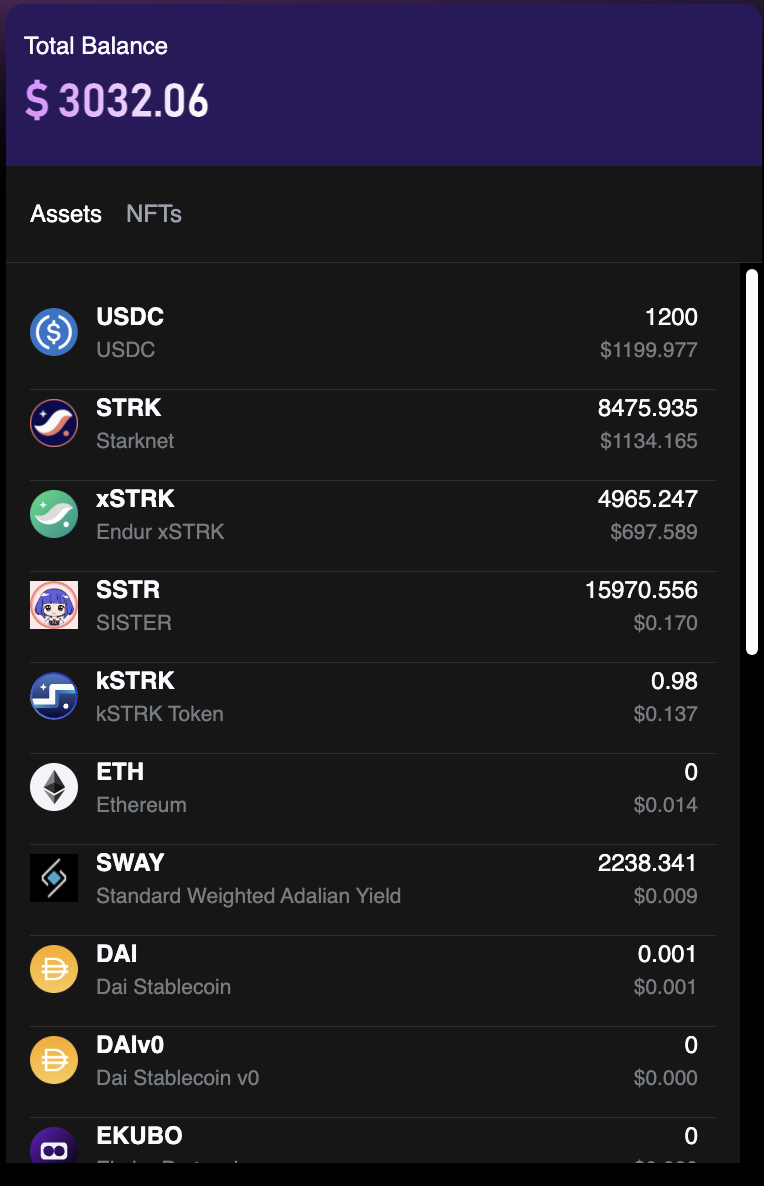 Total Balance
$ 3032.06
Assets NFTs
USDC 1200
USDC $1199.977
STRK 8475.935
Starknet $1134.165
xSTRK 4965.247
Endur xSTRK $697.589
SSTR 15970.556
SISTER $0.170
kSTRK 0.98
kSTRK Token $0.137
ETH 0
Ethereum $0.014
SWAY 2238.341
Standard Weighted Adalian Yield $0.009
DAI 0.001
Dai Stablecoin $0.001
DAIv0 0
Dai Stablecoin v0 $0.000
EKUBO 0